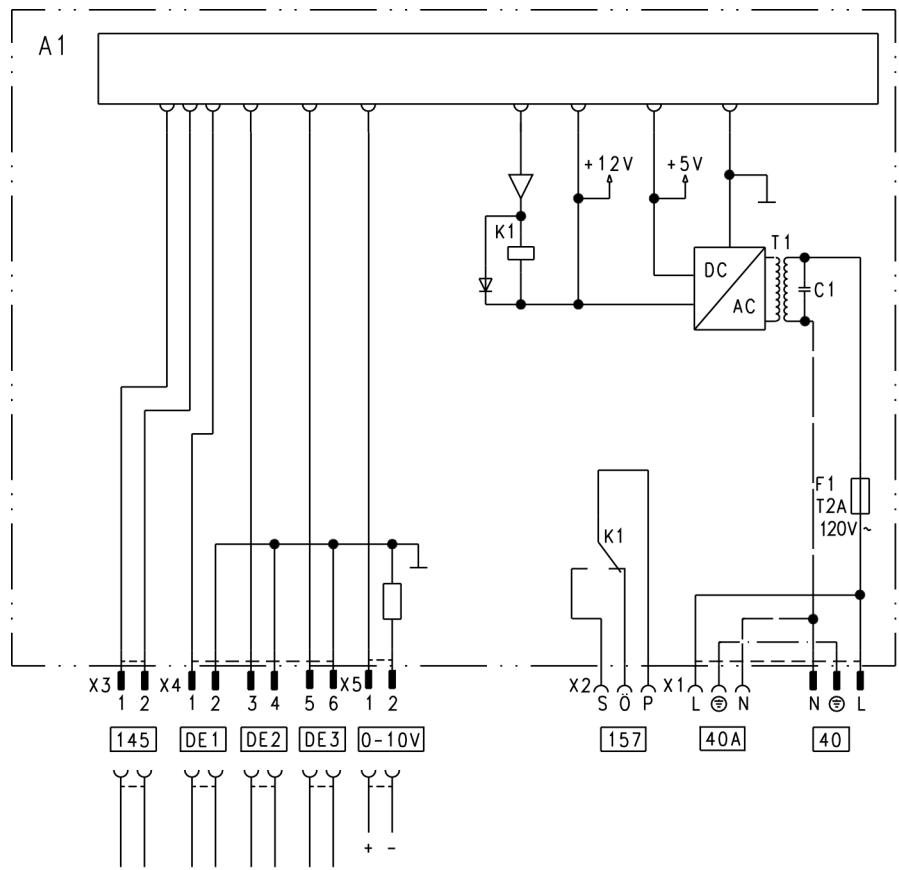 A1
+12V +5V
K1
T1
DC
AC
C1
F1
T2A
120V~
K1
X3 1 2 X4 1 2 3 4 5 6 X5 1 2 X2 S Ö P X1 L N N L
145 DE1 DE2 DE3 0-10V 157 40A 40
+ -